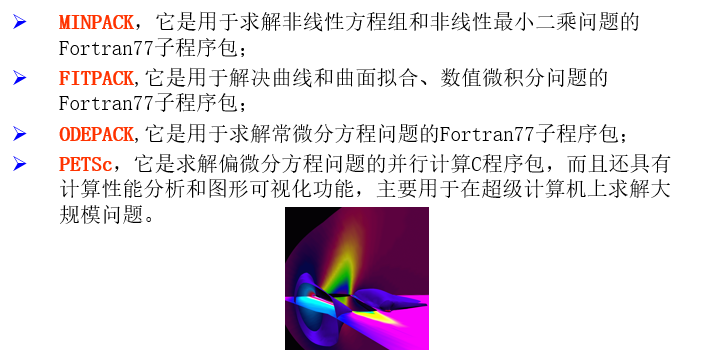 MINPACK，它是用于求解非线性方程组和非线性最小二乘问题的
Fortran77子程序包；
FITPACK,它是用于解决曲线和曲面拟合、数值微积分问题的
Fortran77子程序包；
ODEPACK,它是用于求解常微分方程问题的Fortran77子程序包；
PETSc，它是求解偏微分方程问题的并行计算C程序包，而且还具有
计算性能分析和图形可视化功能，主要用于在超级计算机上求解大
规模问题。